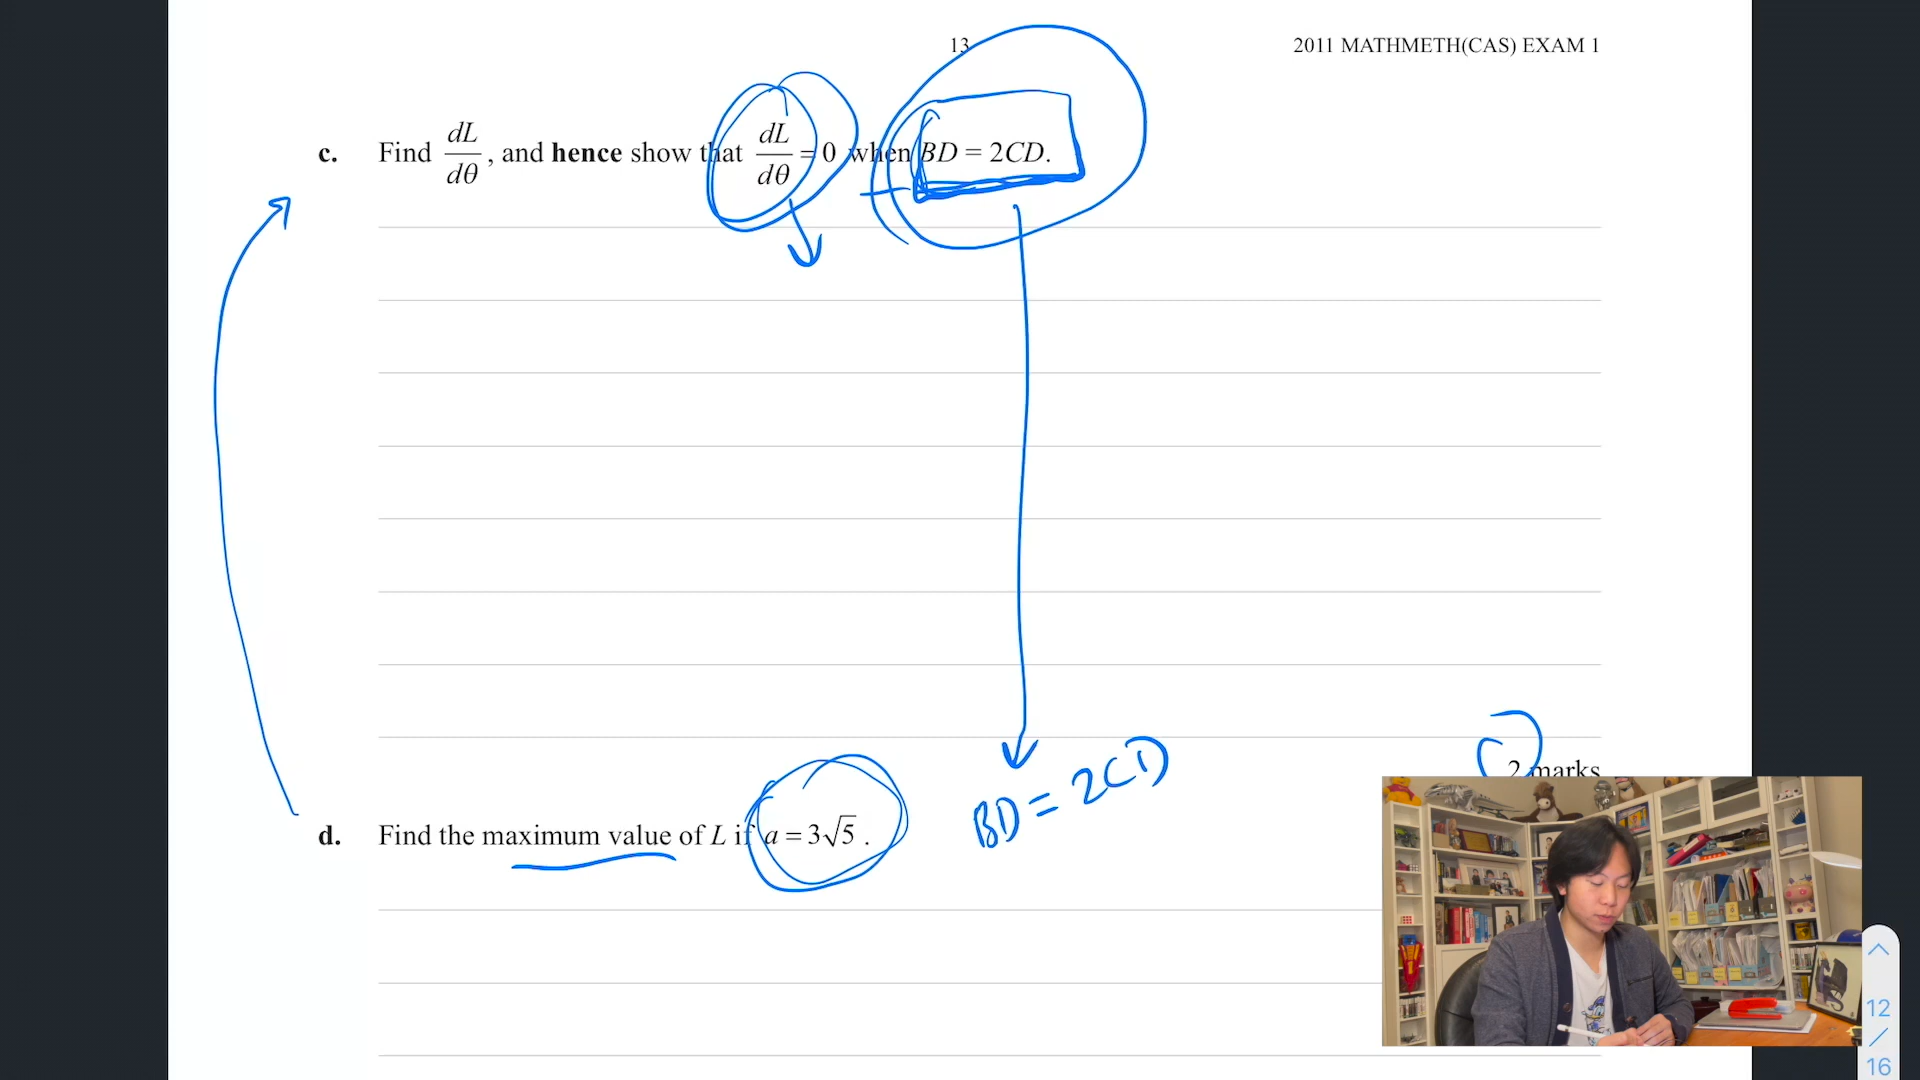 13
2011 MATHMETH(CAS) EXAM 1
c. Find dL/dθ, and hence show that dL/dθ = 0 when BD = 2CD.
2 marks
BD = 2CD
d. Find the maximum value of L if a = 3√5.
12
/
16